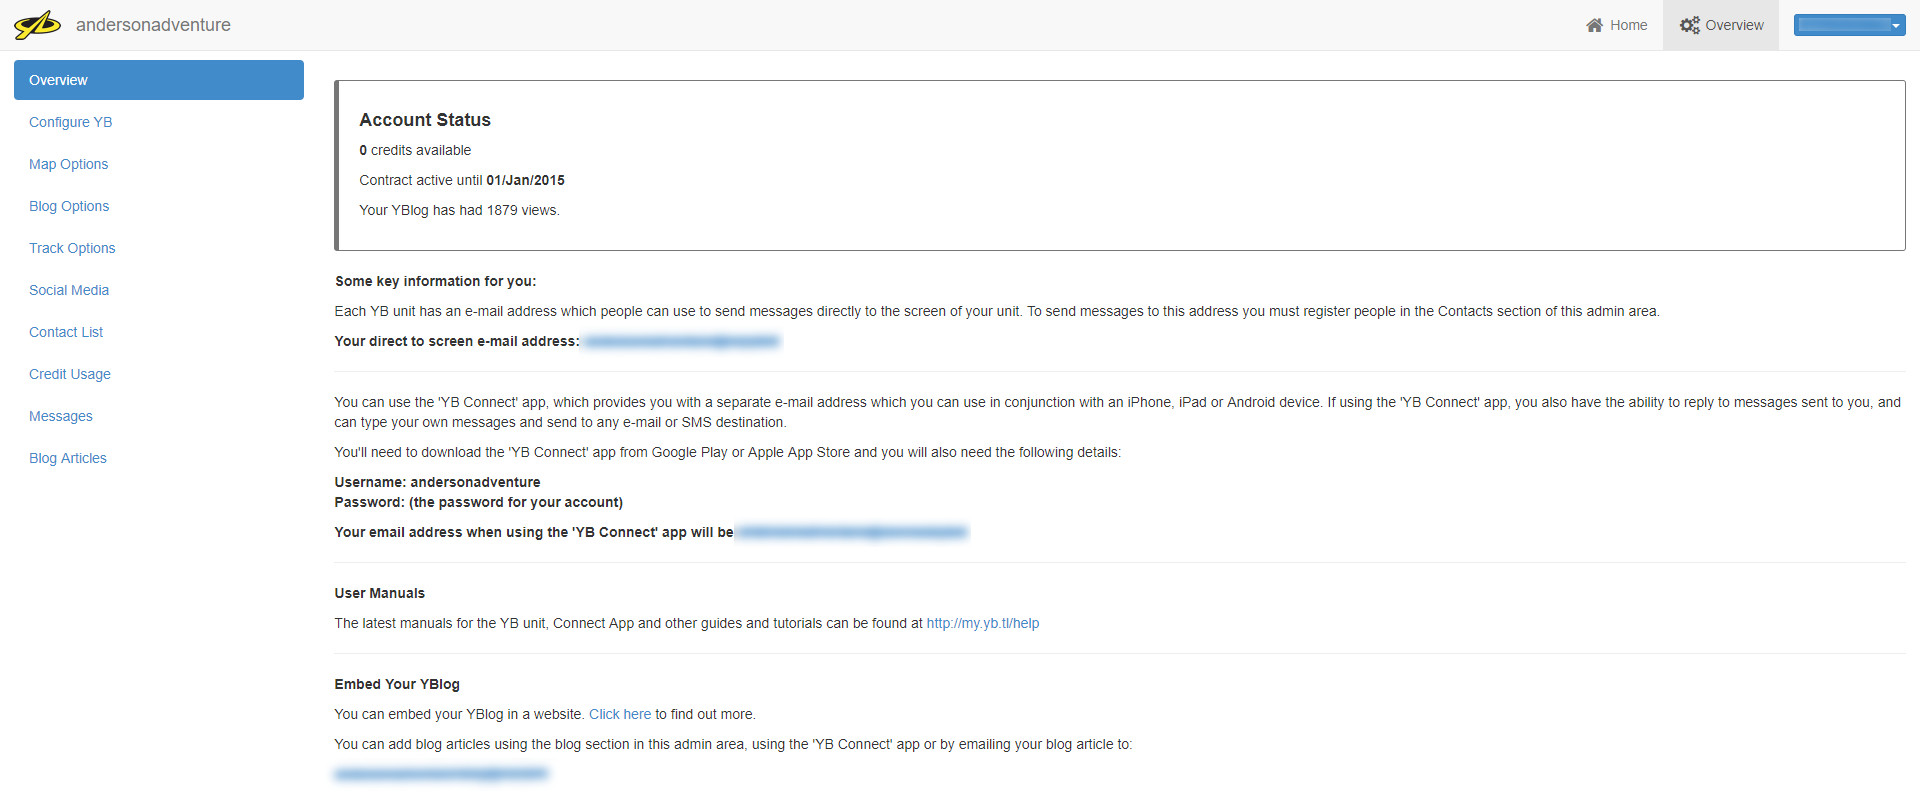 andersonadventure
Home
Overview
Overview
Configure YB
Map Options
Blog Options
Track Options
Social Media
Contact List
Credit Usage
Messages
Blog Articles
Account Status
0 credits available
Contract active until 01/Jan/2015
Your YBlog has had 1879 views.
Some key information for you:
Each YB unit has an e-mail address which people can use to send messages directly to the screen of your unit. To send messages to this address you must register people in the Contacts section of this admin area.
Your direct to screen e-mail address:
You can use the 'YB Connect' app, which provides you with a separate e-mail address which you can use in conjunction with an iPhone, iPad or Android device. If using the 'YB Connect' app, you also have the ability to reply to messages sent to you, and
can type your own messages and send to any e-mail or SMS destination.
You'll need to download the 'YB Connect' app from Google Play or Apple App Store and you will also need the following details:
Username: andersonadventure
Password: (the password for your account)
Your email address when using the 'YB Connect' app will be
User Manuals
The latest manuals for the YB unit, Connect App and other guides and tutorials can be found at http://my.yb.tl/help
Embed Your YBlog
You can embed your YBlog in a website. Click here to find out more.
You can add blog articles using the blog section in this admin area, using the 'YB Connect' app or by emailing your blog article to: